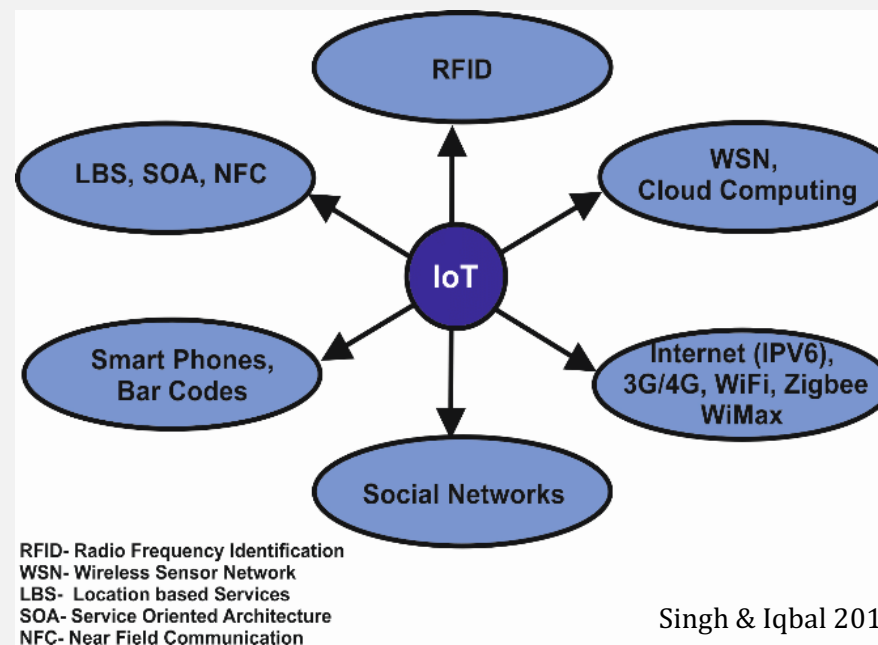 RFID
LBS, SOA, NFC
WSN,
Cloud Computing
IoT
Smart Phones,
Bar Codes
Internet (IPV6),
3G/4G, WiFi, Zigbee
WiMax
Social Networks
RFID- Radio Frequency Identification
WSN- Wireless Sensor Network
LBS- Location based Services
SOA- Service Oriented Architecture
NFC- Near Field Communication
Singh & Iqbal 201